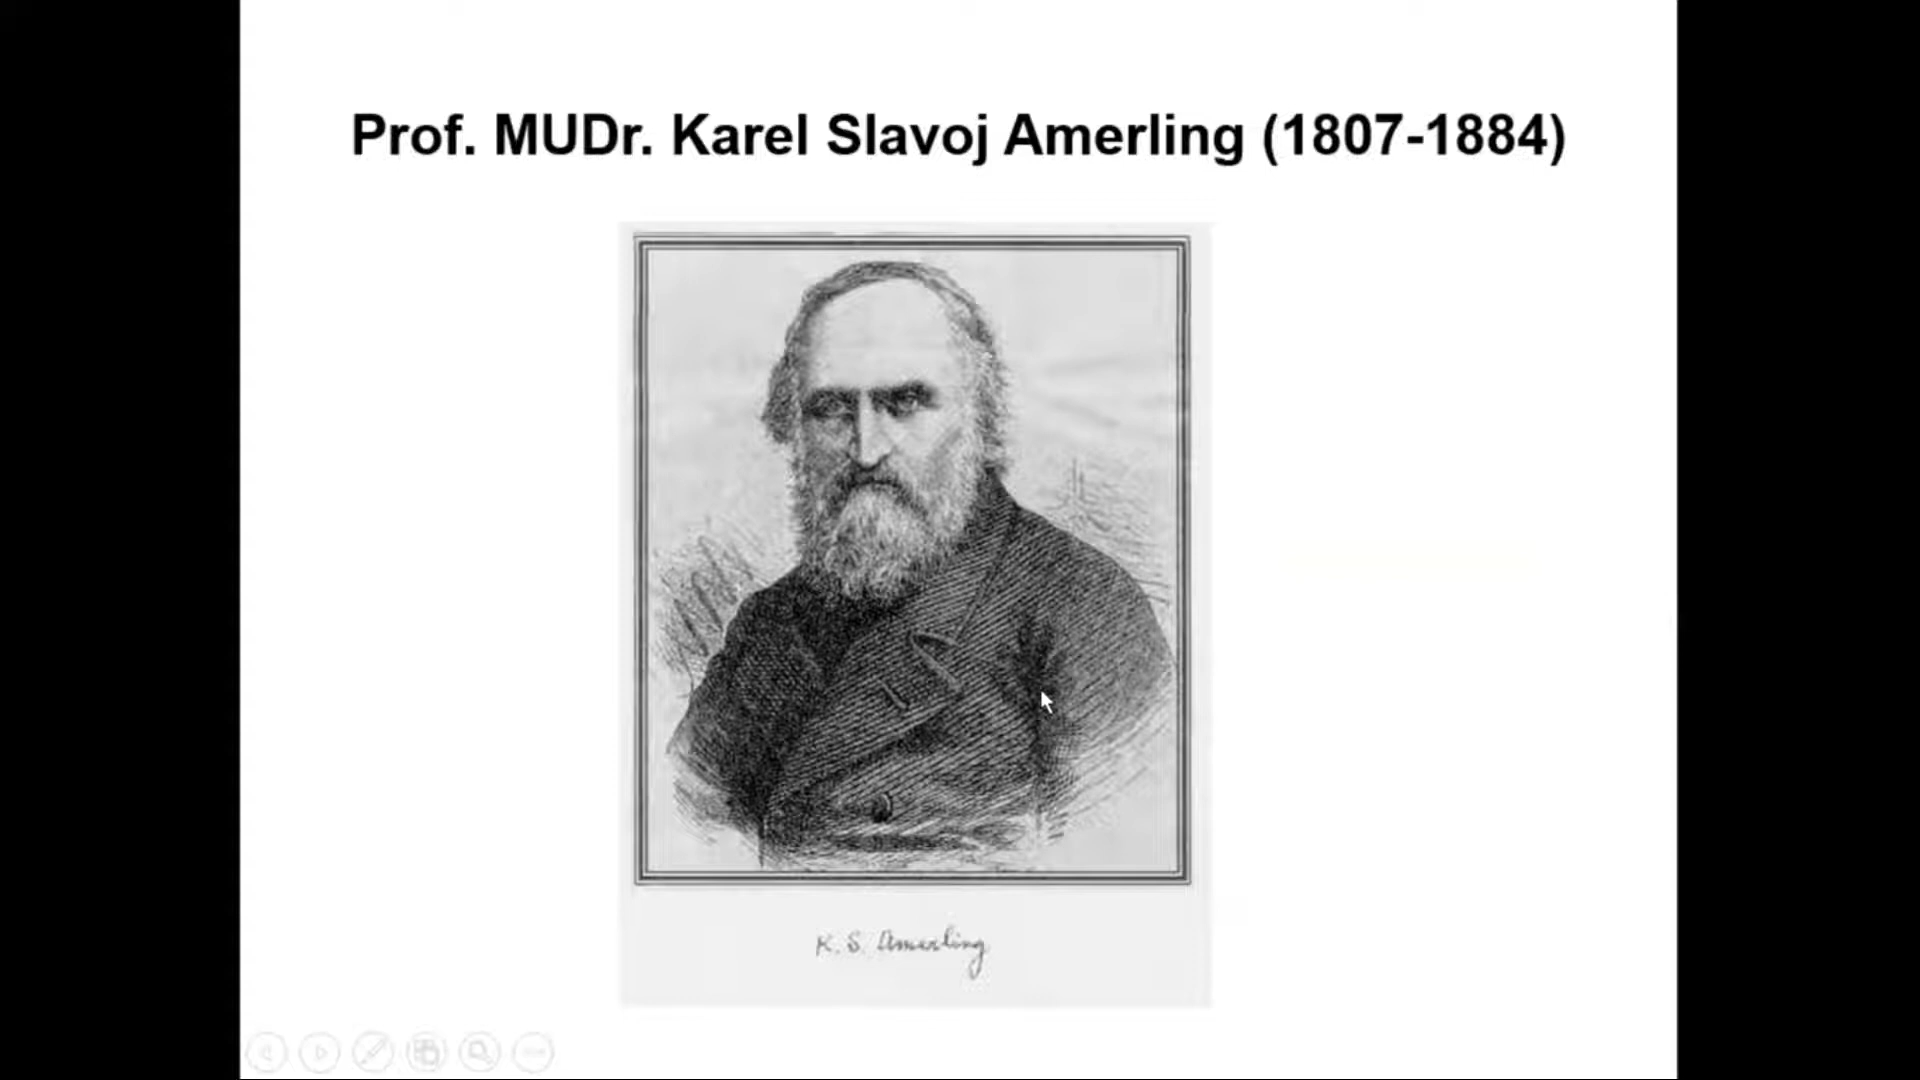 Prof. MUDr. Karel Slavoj Amerling (1807-1884)
K. S. Amerling